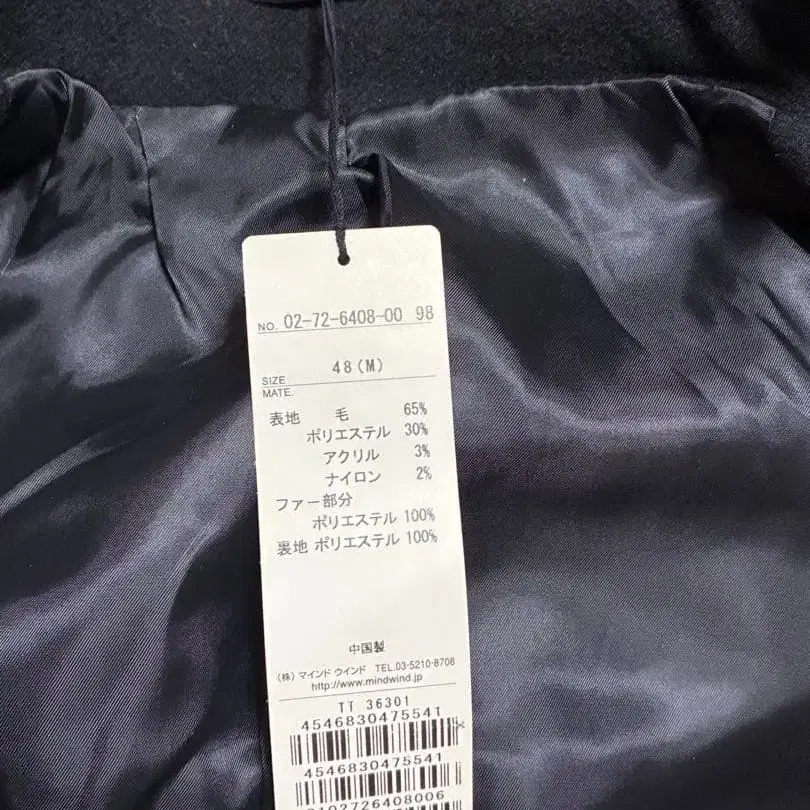 NO. 02-72-6408-00 98
SIZE 48(M)
MATE.
表地 毛 65%
ポリエステル 30%
アクリル 3%
ナイロン 2%
ファー部分
ポリエステル 100%
裏地 ポリエステル 100%
中国製
(株) マインド ウインド TEL.03-5210-8708
http://www.mindwind.jp
TT 36301
4546830475541
4546830475541
0102726408006